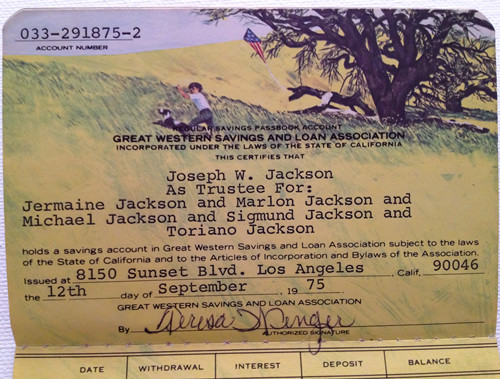 033-291875-2
ACCOUNT NUMBER
REGULAR SAVINGS PASSBOOK ACCOUNT
GREAT WESTERN SAVINGS AND LOAN ASSOCIATION
INCORPORATED UNDER THE LAWS OF THE STATE OF CALIFORNIA
THIS CERTIFIES THAT
Joseph W. Jackson
As Trustee For:
Jermaine Jackson and Marlon Jackson and
Michael Jackson and Sigmund Jackson and
Toriano Jackson
holds a savings account in Great Western Savings and Loan Association subject to the laws
of the State of California and to the Articles of Incorporation and Bylaws of the Association.
Issued at 8150 Sunset Blvd. Los Angeles, Calif. 90046
the 12th day of September, 19 75
GREAT WESTERN SAVINGS AND LOAN ASSOCIATION
By Teresa
AUTHORIZED SIGNATURE
DATE WITHDRAWAL INTEREST DEPOSIT BALANCE